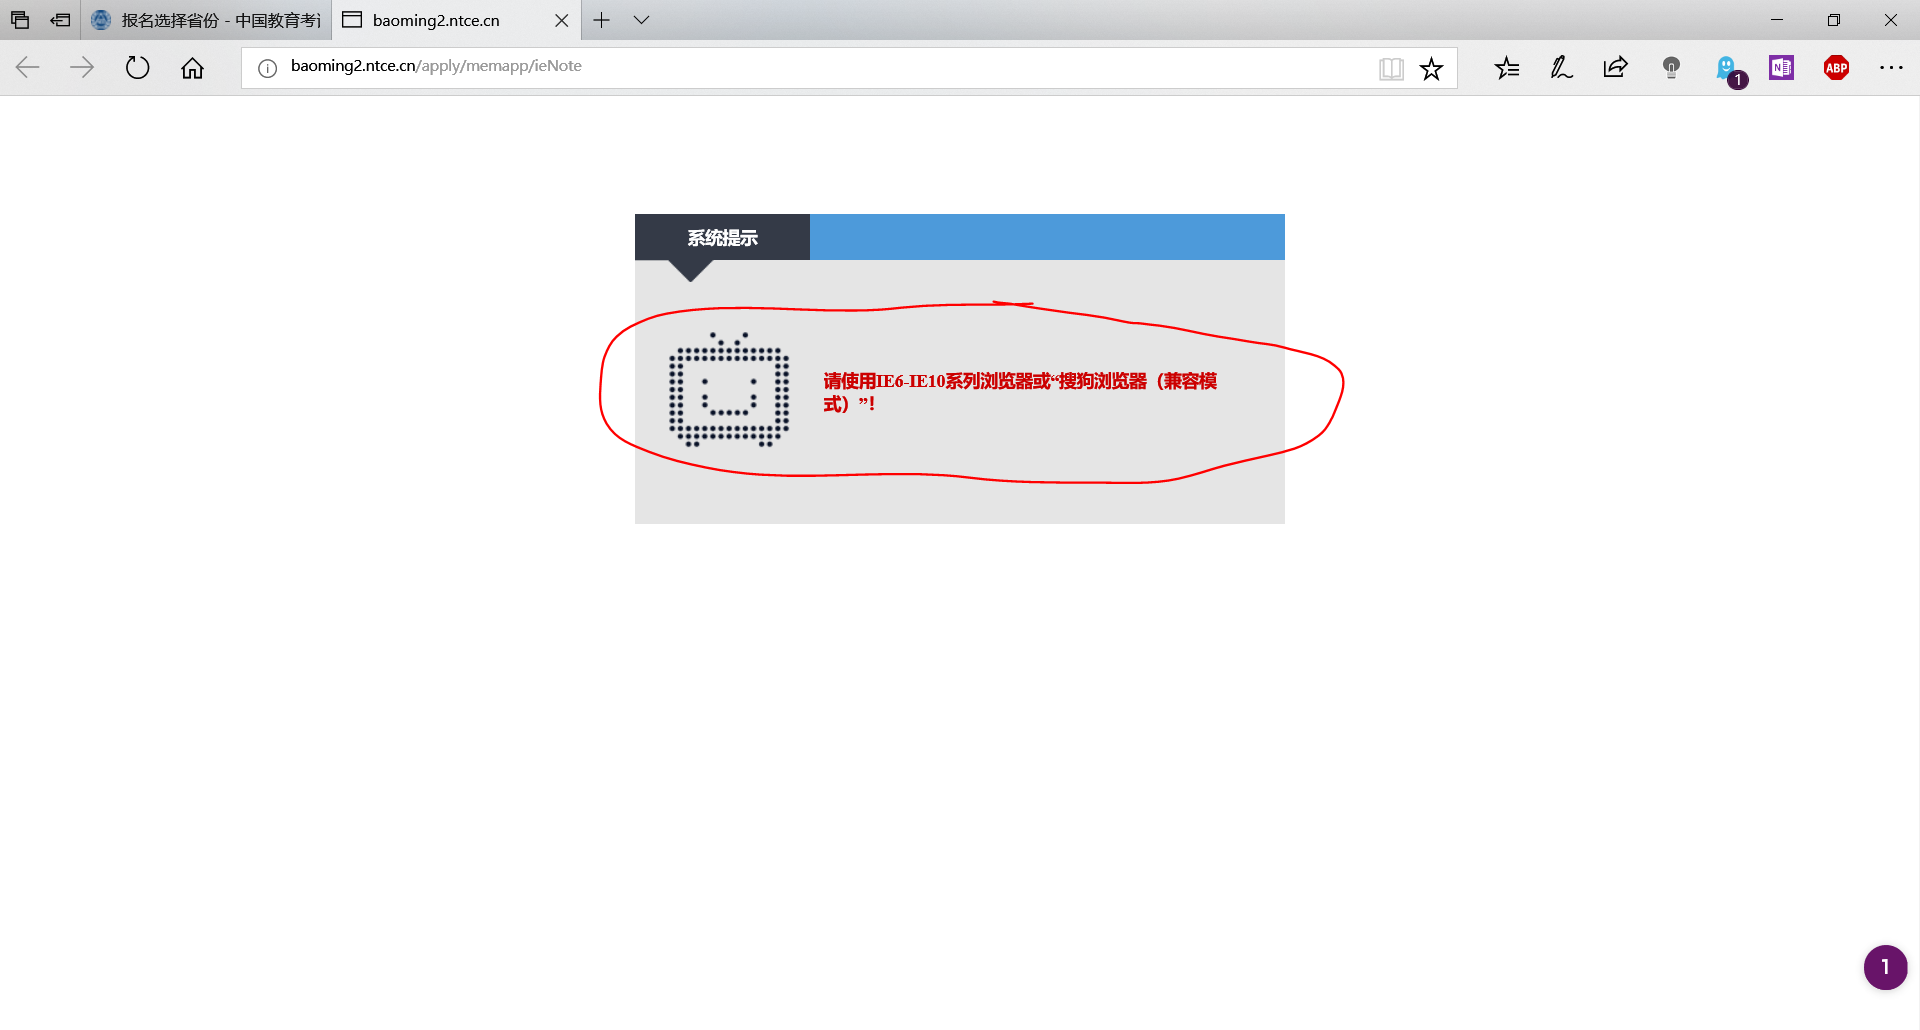 报名选择省份 - 中国教育考试
baoming2.ntce.cn
baoming2.ntce.cn/apply/memapp/ieNote
1
N
ABP
系统提示
请使用IE6-IE10系列浏览器或“搜狗浏览器（兼容模
式）”！
1